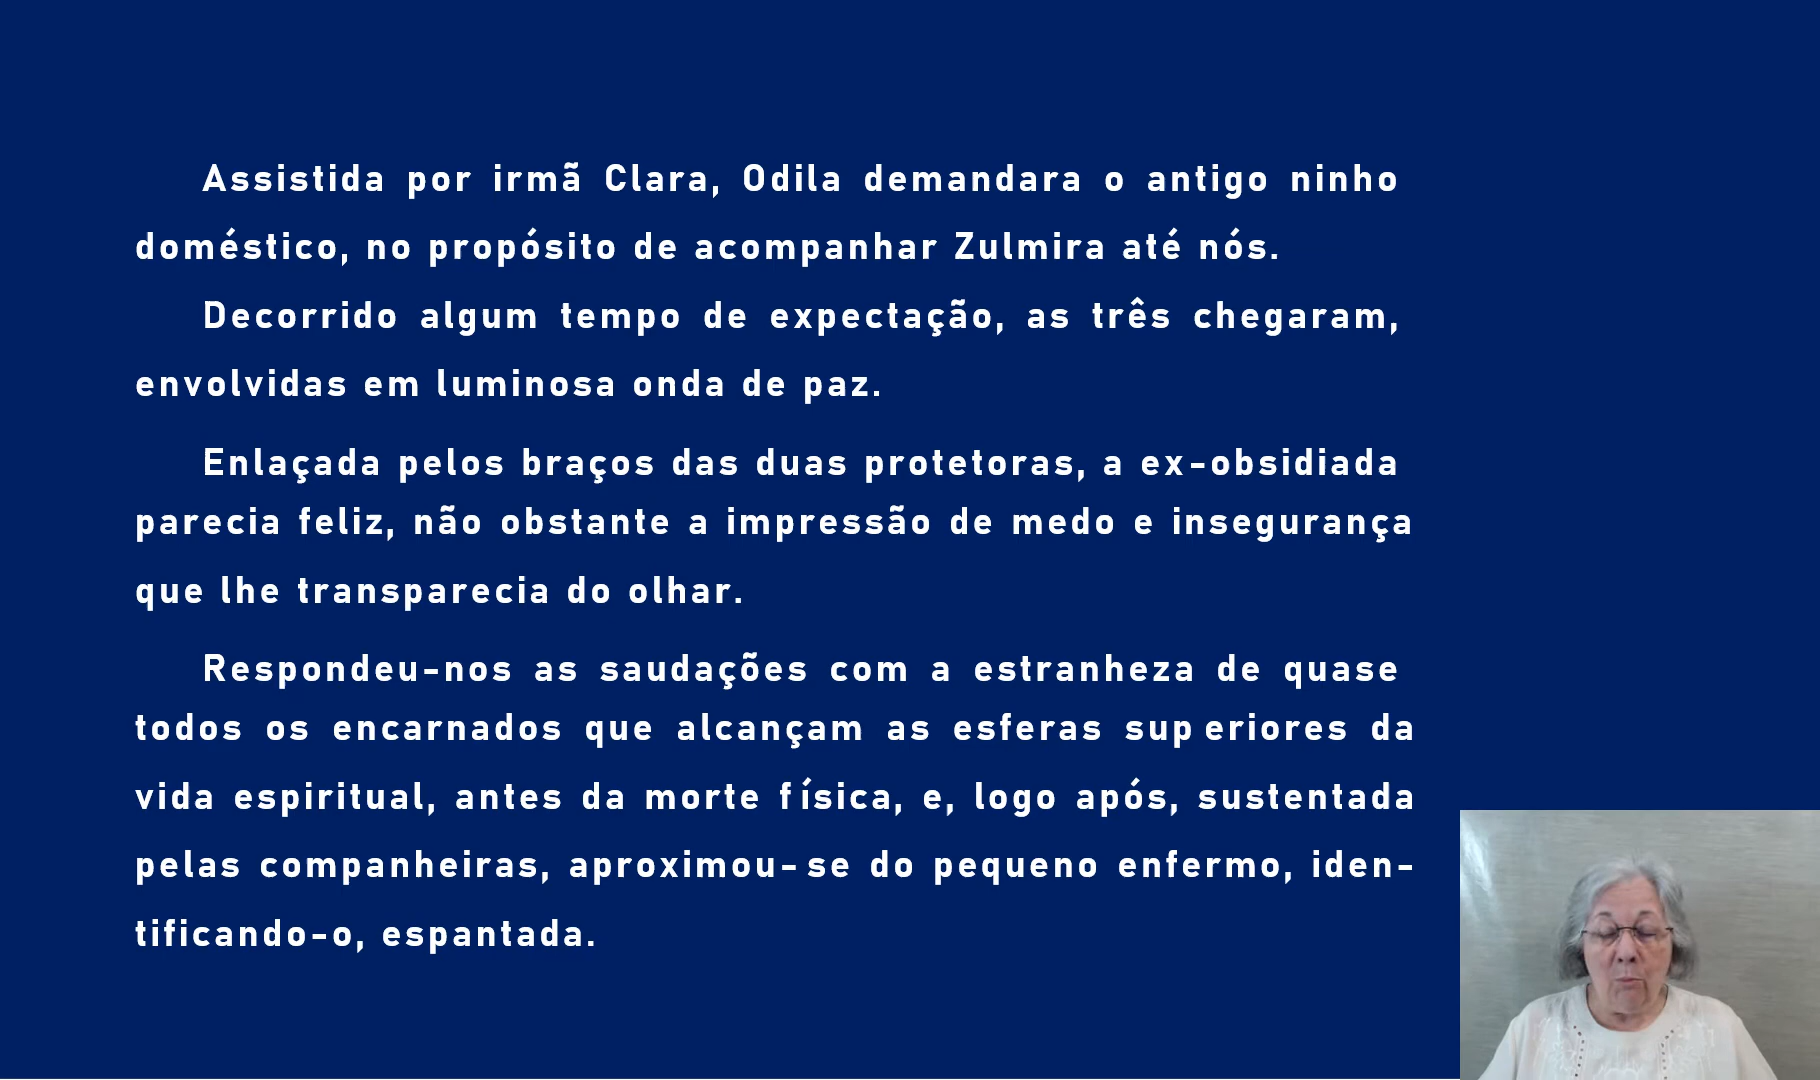 Assistida por irmã Clara, Odila demandara o antigo ninho
doméstico, no propósito de acompanhar Zulmira até nós.
Decorrido algum tempo de expectação, as três chegaram,
envolvidas em luminosa onda de paz.
Enlaçada pelos braços das duas protetoras, a ex-obsidiada
parecia feliz, não obstante a impressão de medo e insegurança
que lhe transparecia do olhar.
Respondeu-nos as saudações com a estranheza de quase
todos os encarnados que alcançam as esferas superiores da
vida espiritual, antes da morte física, e, logo após, sustentada
pelas companheiras, aproximou-se do pequeno enfermo, iden-
tificando-o, espantada.